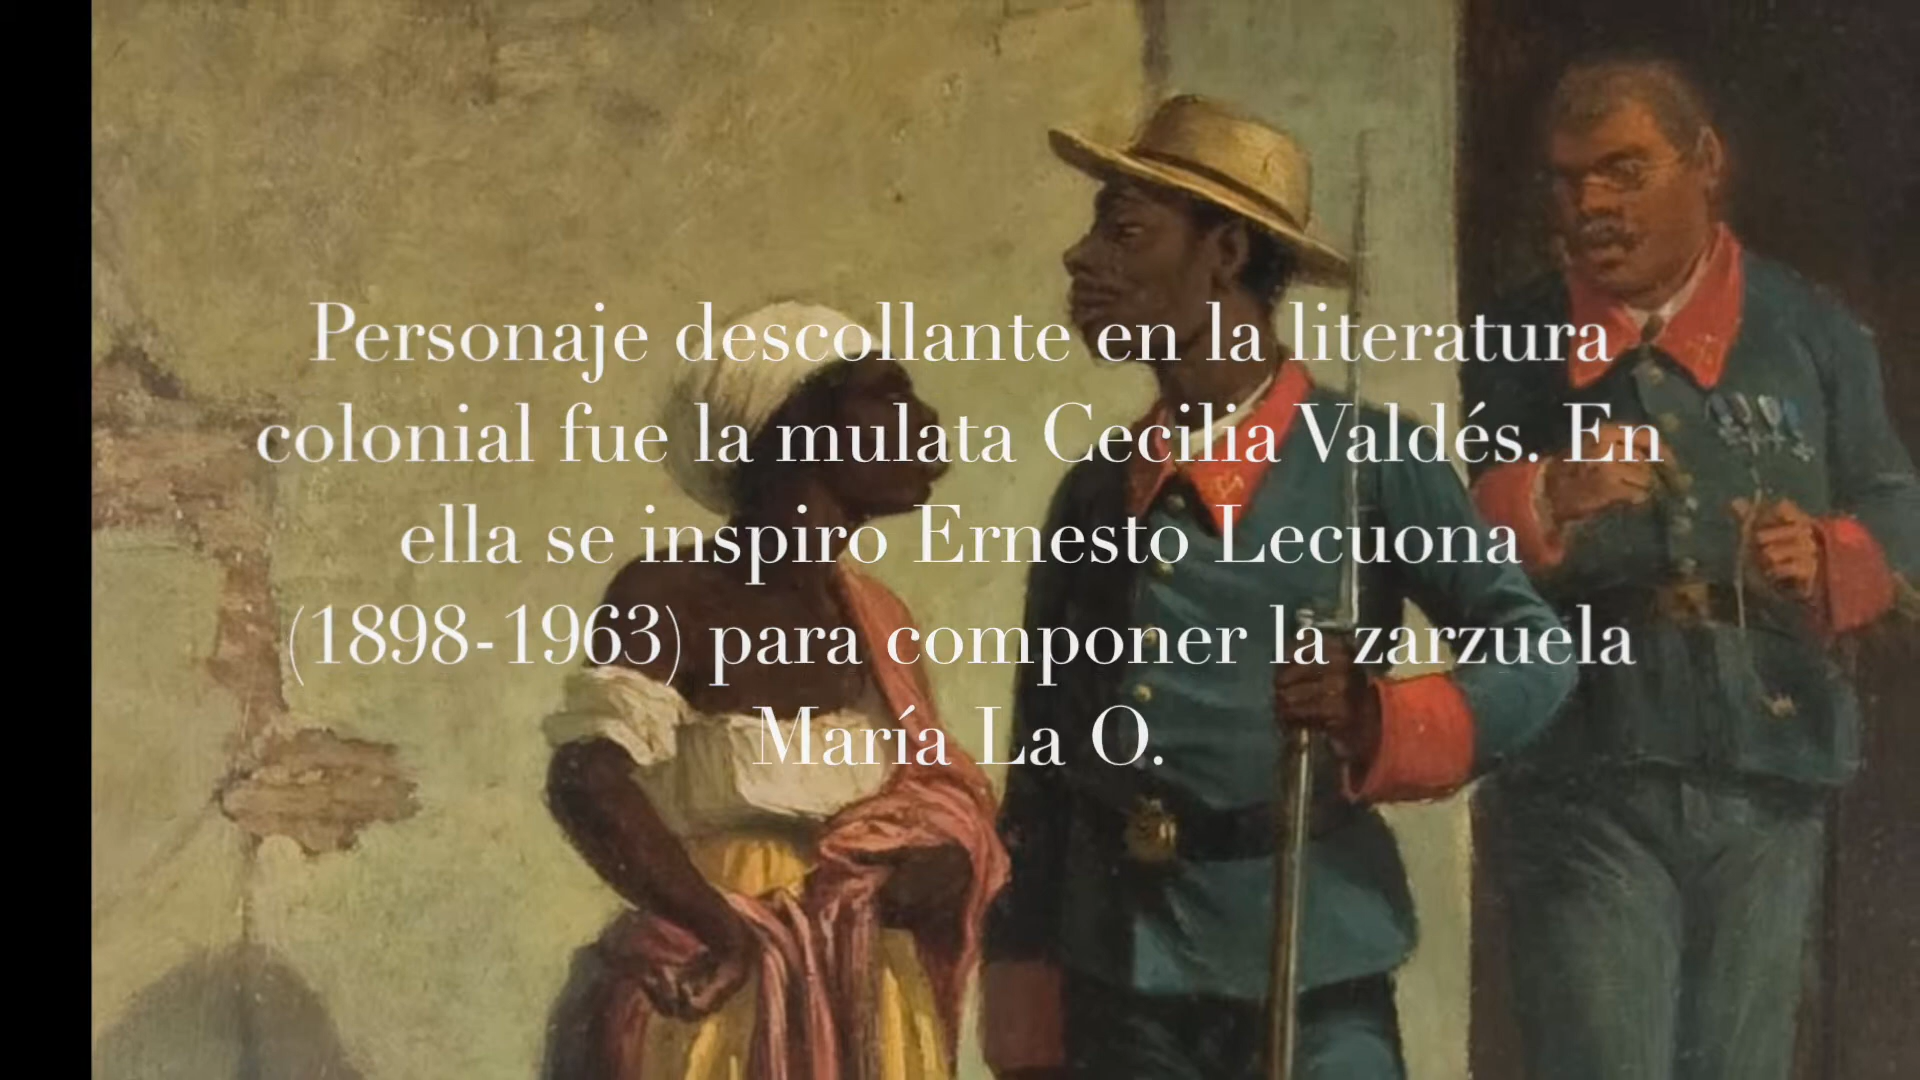 Personaje descollante en la literatura
colonial fue la mulata Cecilia Valdés. En
ella se inspiro Ernesto Lecuona
(1898-1963) para componer la zarzuela
María La O.